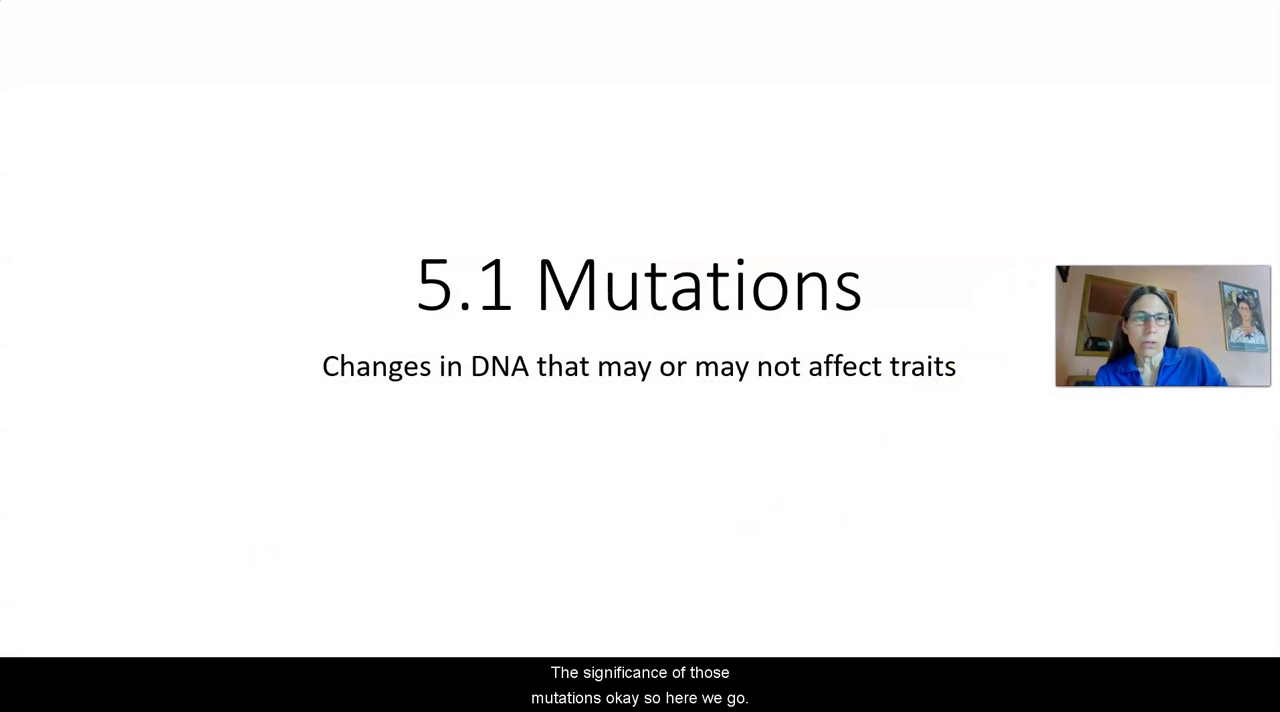 5.1 Mutations
Changes in DNA that may or may not affect traits
The significance of those
mutations okay so here we go.